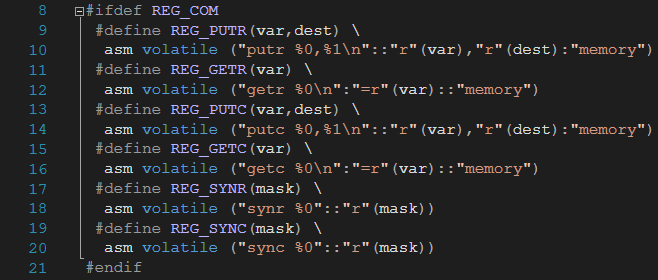 8 #ifdef REG_COM
9 #define REG_PUTR(var,dest) \
10 asm volatile ("putr %0,%1\n"::"r"(var),"r"(dest):"memory")
11 #define REG_GETR(var) \
12 asm volatile ("getr %0\n":"=r"(var)::"memory")
13 #define REG_PUTC(var,dest) \
14 asm volatile ("putc %0,%1\n"::"r"(var),"r"(dest):"memory")
15 #define REG_GETC(var) \
16 asm volatile ("getc %0\n":"=r"(var)::"memory")
17 #define REG_SYNR(mask) \
18 asm volatile ("synr %0"::"r"(mask))
19 #define REG_SYNC(mask) \
20 asm volatile ("sync %0"::"r"(mask))
21 #endif